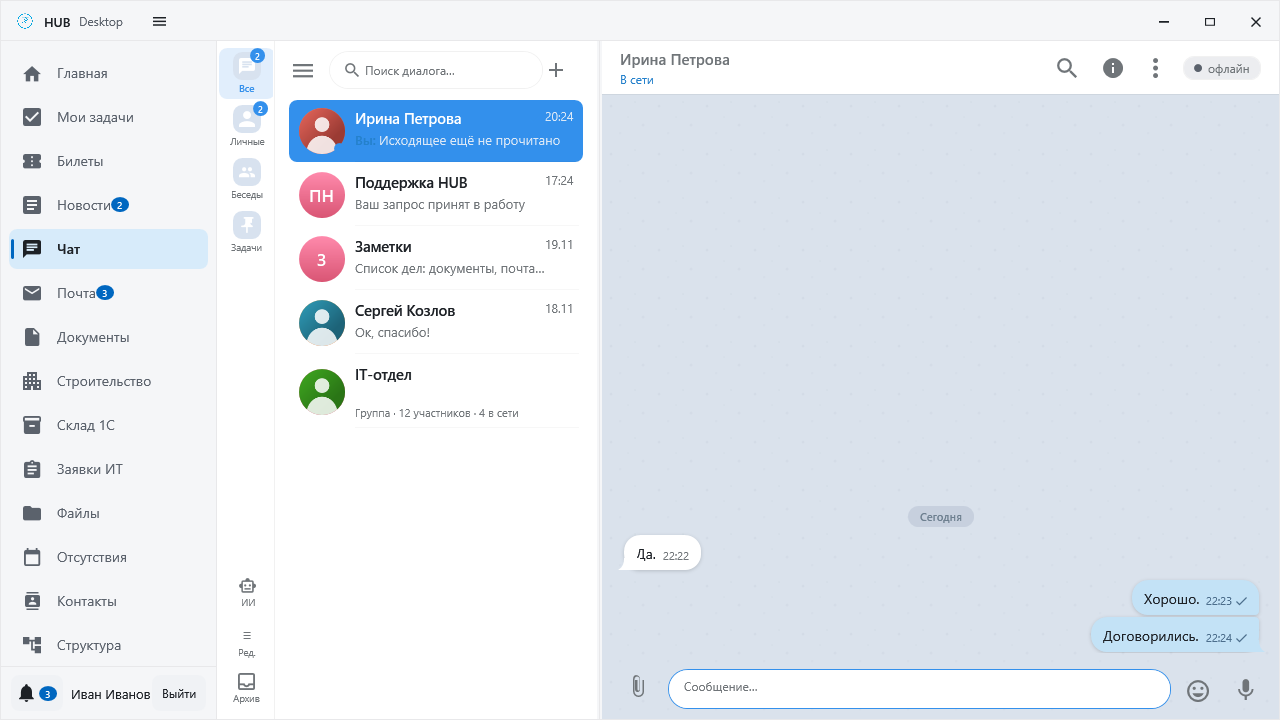 HUB Desktop
Главная
Мои задачи
Билеты
Новости 2
Чат
Почта 3
Документы
Строительство
Склад 1С
Заявки ИТ
Файлы
Отсутствия
Контакты
Структура
3 Иван Иванов Выйти
2
Все
2
Личные
Беседы
Задачи
ИИ
Ред.
Архив
Поиск диалога...
Ирина Петрова 20:24
Вы: Исходящее ещё не прочитано
ПН
Поддержка HUB 17:24
Ваш запрос принят в работу
З
Заметки 19.11
Список дел: документы, почта...
Сергей Козлов 18.11
Ок, спасибо!
IT-отдел
Группа · 12 участников · 4 в сети
Ирина Петрова
В сети
офлайн
Сегодня
Да. 22:22
Хорошо. 22:23
Договорились. 22:24
Сообщение...